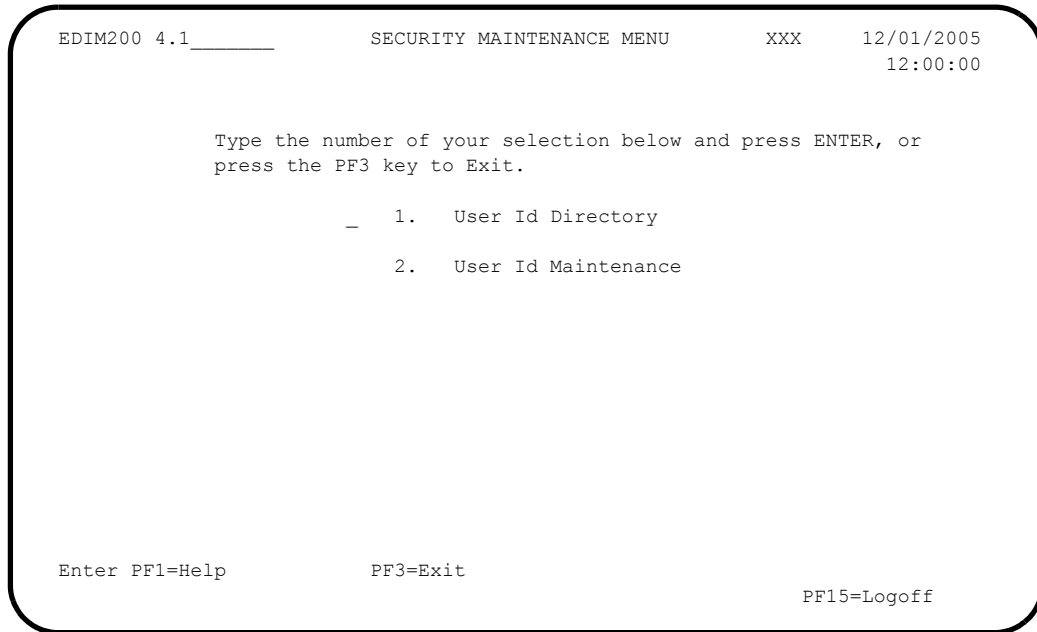 EDIM200 4.1_______ SECURITY MAINTENANCE MENU XXX 12/01/2005
12:00:00
Type the number of your selection below and press ENTER, or
press the PF3 key to Exit.
_ 1. User Id Directory
2. User Id Maintenance
Enter PF1=Help PF3=Exit
PF15=Logoff